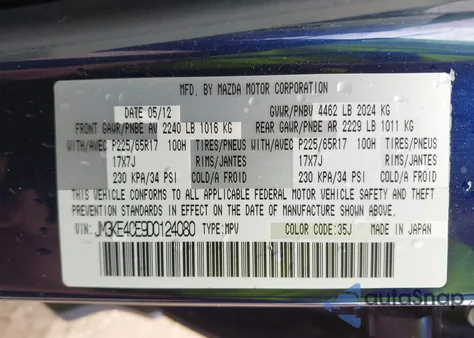 MFD. BY MAZDA MOTOR CORPORATION
DATE 05/12 GVWR/PNBV 4462 LB 2024 KG
FRONT GAWR/PNBE AV 2240 LB 1016 KG REAR GAWR/PNBE AR 2229 LB 1011 KG
WITH/AVEC P225/65R17 100H TIRES/PNEUS WITH/AVEC P225/65R17 100H TIRES/PNEUS
17X7J RIMS/JANTES 17X7J RIMS/JANTES
230 KPA/34 PSI COLD/A FROID 230 KPA/34 PSI COLD/A FROID
THIS VEHICLE CONFORMS TO ALL APPLICABLE FEDERAL MOTOR VEHICLE SAFETY AND THEFT
PREVENTION STANDARDS IN EFFECT ON THE DATE OF MANUFACTURE SHOWN ABOVE.
VIN: JM3KE4CE9D0124080 TYPE:MPV COLOR CODE:35J MADE IN JAPAN
autoSnap